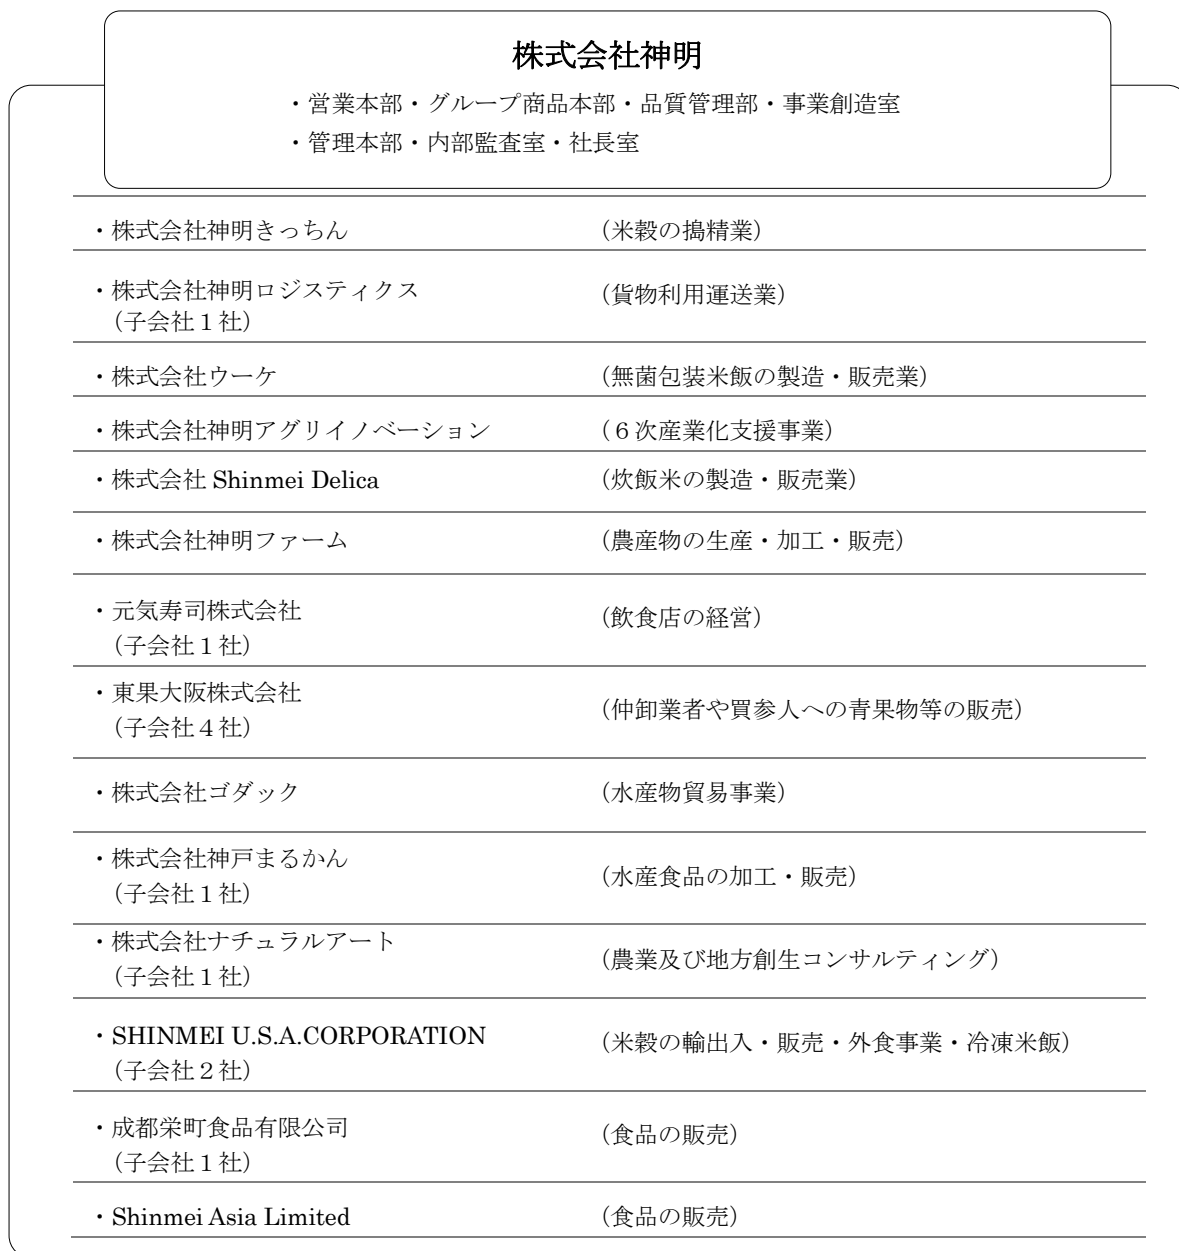 株式会社神明
・営業本部・グループ商品本部・品質管理部・事業創造室
・管理本部・内部監査室・社長室
・株式会社神明きっちん （米穀の搗精業）
・株式会社神明ロジスティクス （貨物利用運送業）
（子会社１社）
・株式会社ウーケ （無菌包装米飯の製造・販売業）
・株式会社神明アグリイノベーション （６次産業化支援事業）
・株式会社 Shinmei Delica （炊飯米の製造・販売業）
・株式会社神明ファーム （農産物の生産・加工・販売）
・元気寿司株式会社 （飲食店の経営）
（子会社１社）
・東果大阪株式会社 （仲卸業者や買参人への青果物等の販売）
（子会社４社）
・株式会社ゴダック （水産物貿易事業）
・株式会社神戸まるかん （水産食品の加工・販売）
（子会社１社）
・株式会社ナチュラルアート （農業及び地方創生コンサルティング）
（子会社１社）
・SHINMEI U.S.A.CORPORATION （米穀の輸出入・販売・外食事業・冷凍米飯）
（子会社２社）
・成都栄町食品有限公司 （食品の販売）
（子会社１社）
・Shinmei Asia Limited （食品の販売）